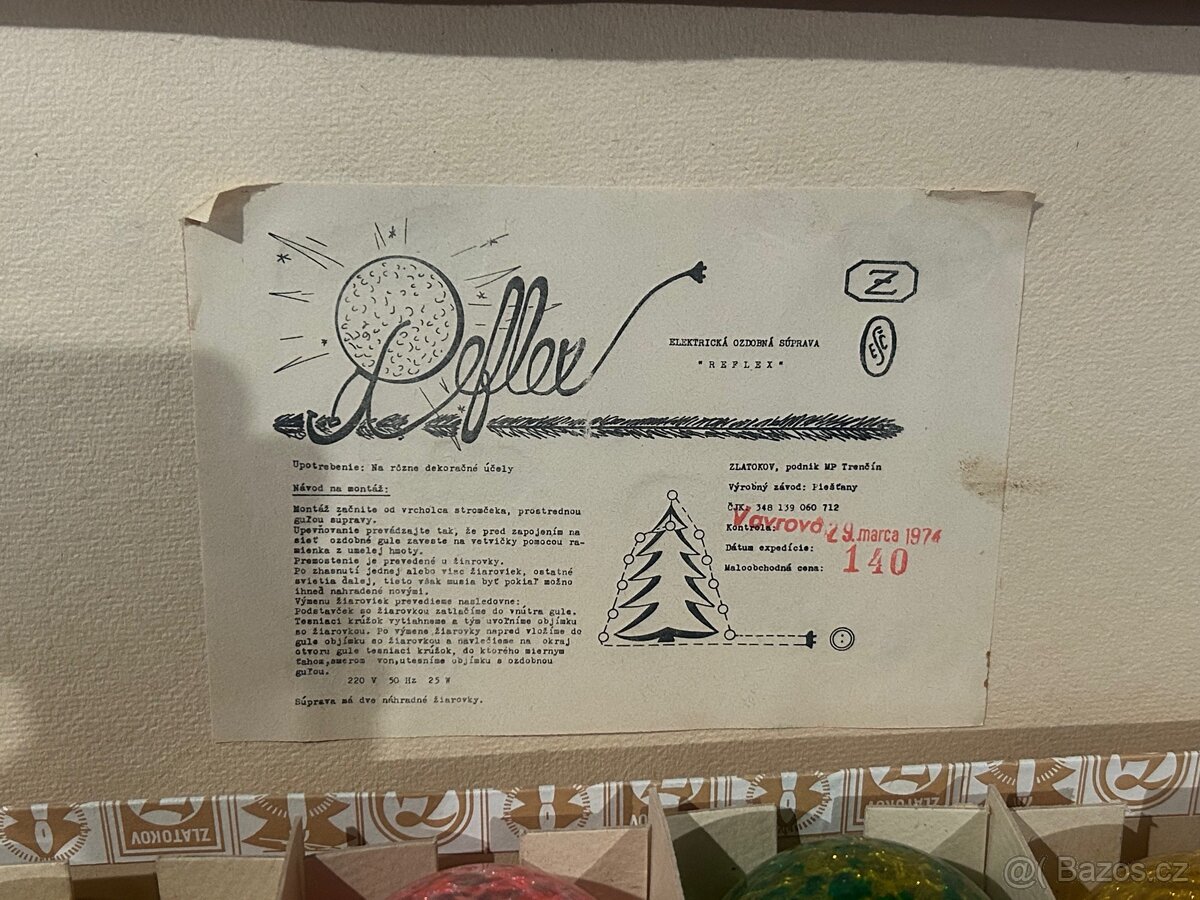 Reflex
Z
ESČ
ELEKTRICKÁ OZDOBNÁ SÚPRAVA
"REFLEX"
Upotrebenie: Na rôzne dekoračné účely
Návod na montáž:
Montáž začnite od vrcholca stromčeka, prostrednou
guľou súpravy.
Upevňovanie prevádzajte tak, že pred zapojením na
sieť ozdobné gule zaveste na vetvičky pomocou ra-
mienka z umelej hmoty.
Premostenie je prevedené u žiarovky.
Po zhasnutí jednej alebo viac žiaroviek, ostatné
svietia ďalej, tieto však musia byť pokiaľ možno
ihneď nahradené novými.
Výmenu žiaroviek prevedieme nasledovne:
Podstavček so žiarovkou zatlačíme do vnútra gule.
Tesniaci krúžok vytiahneme a tým uvoľníme objímku
so žiarovkou. Po výmene žiarovky napred vložíme do
gule objímku so žiarovkou a navlečieme na okraj
otvoru gule tesniaci krúžok, do ktorého miernym
ťahom, smerom von, utesníme objímku s ozdobnou
guľou.
220 V 50 Hz 25 W
Súprava má dve náhradné žiarovky.
ZLATOKOV, podnik MP Trenčín
Výrobný závod: Piešťany
ČJK: 348 139 060 712
Kontrola: Vavrová
29. marca 1974
Dátum expedície:
Maloobchodná cena: 140
ZLATOKOV
ZLATOKOV
Bazos.cz